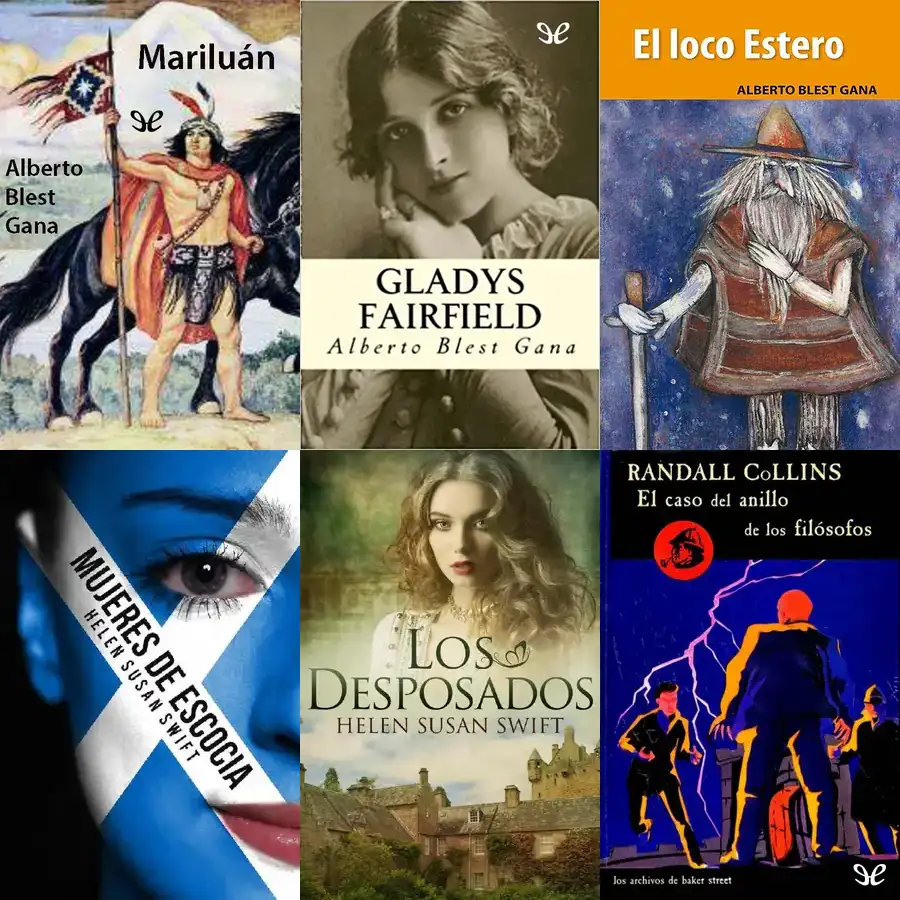 Mariluán
Alberto
Blest
Gana
GLADYS
FAIRFIELD
Alberto Blest Gana
El loco Estero
ALBERTO BLEST GANA
MUJERES DE ESCOCIA
HELEN SUSAN SWIFT
LOS
DESPOSADOS
HELEN SUSAN SWIFT
RANDALL COLLINS
El caso del anillo
de los filósofos
los archivos de baker street